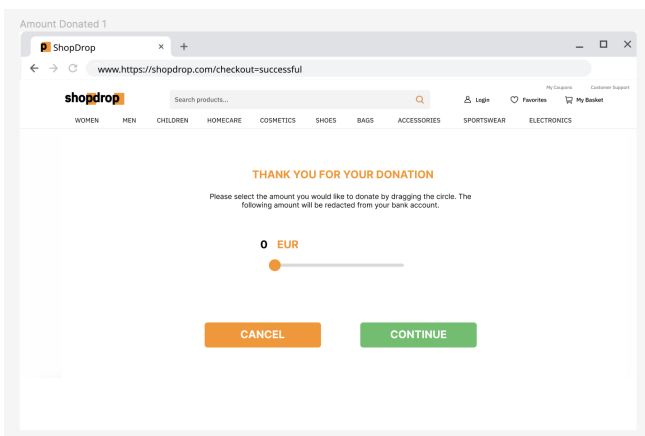 Amount Donated 1
ShopDrop
www.https://shopdrop.com/checkout=successful
My Coupons Customer Support
shopdrop Search products... Login Favorites My Basket
WOMEN MEN CHILDREN HOMECARE COSMETICS SHOES BAGS ACCESSORIES SPORTSWEAR ELECTRONICS
THANK YOU FOR YOUR DONATION
Please select the amount you would like to donate by dragging the circle. The
following amount will be redacted from your bank account.
0 EUR
CANCEL CONTINUE